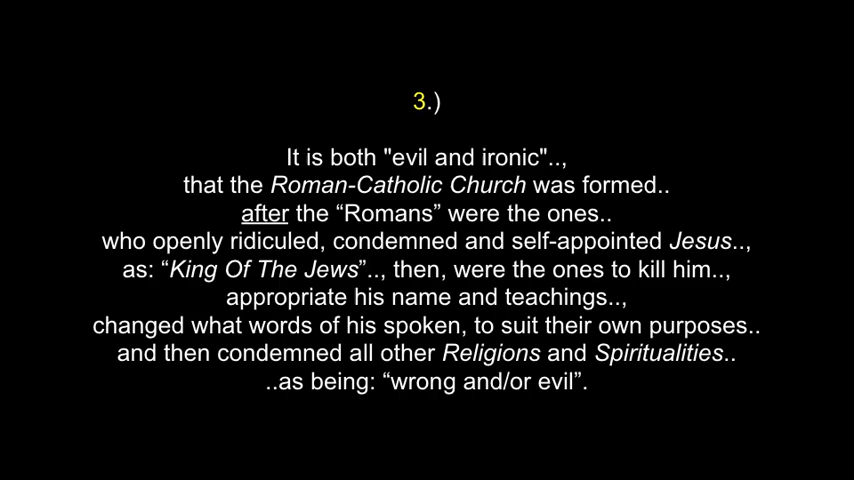 3.)
It is both "evil and ironic"..,
that the Roman-Catholic Church was formed..
after the “Romans” were the ones..
who openly ridiculed, condemned and self-appointed Jesus..,
as: “King Of The Jews”.., then, were the ones to kill him..,
appropriate his name and teachings..,
changed what words of his spoken, to suit their own purposes..
and then condemned all other Religions and Spiritualities..
..as being: “wrong and/or evil”.